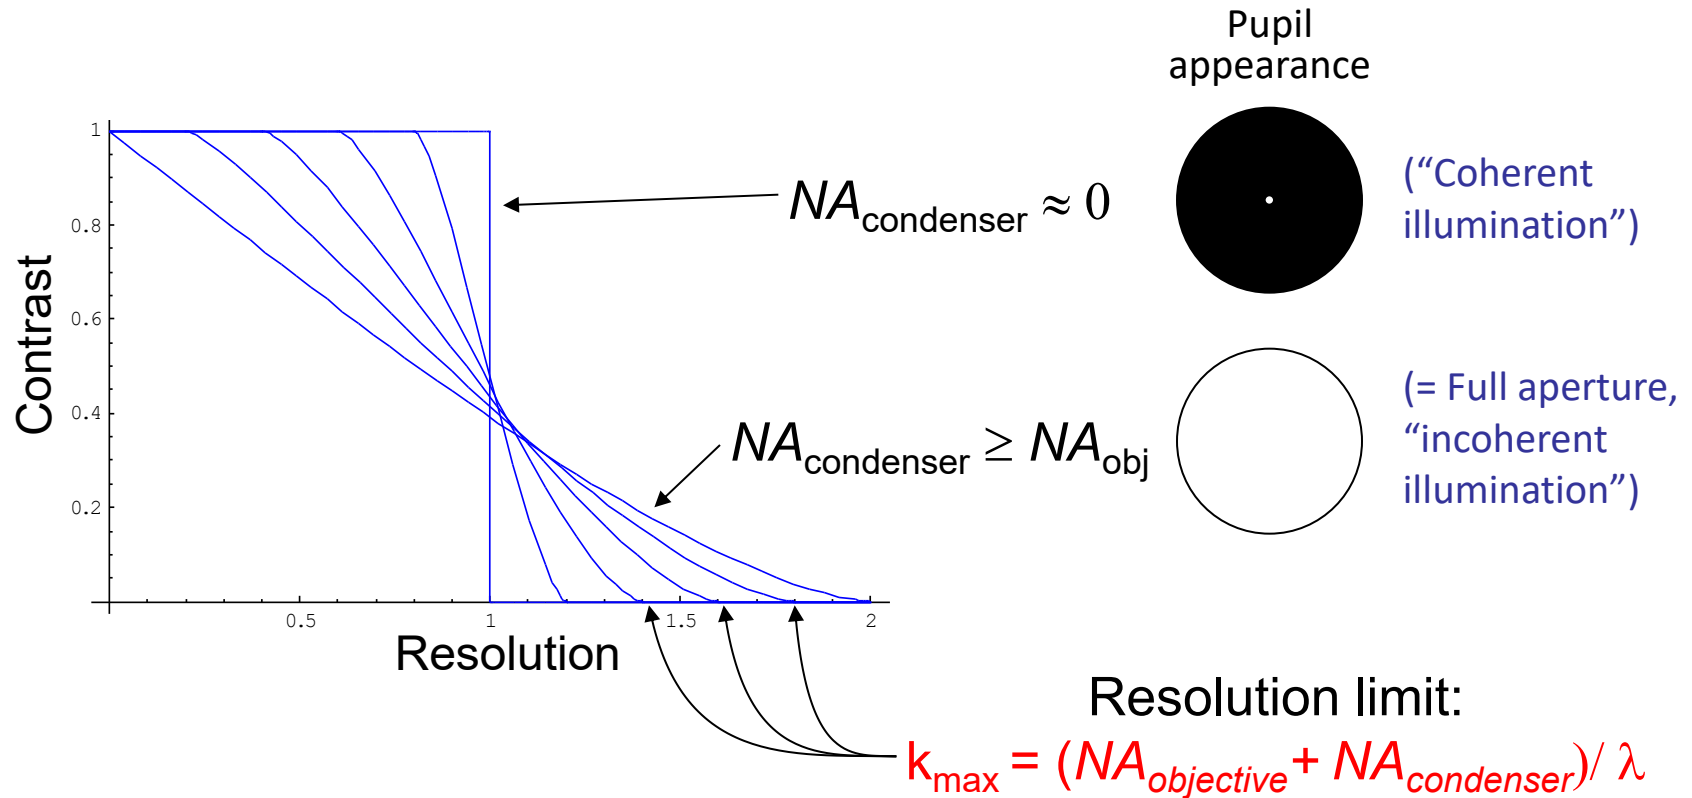 Pupil
appearance
1
0.8
0.6
0.4
0.2
Contrast
0.5
1
1.5
2
Resolution
NAcondenser ≈ 0
(“Coherent
illumination”)
NAcondenser ≥ NAobj
(= Full aperture,
“incoherent
illumination”)
Resolution limit:
kmax = (NAobjective + NAcondenser)/ λ